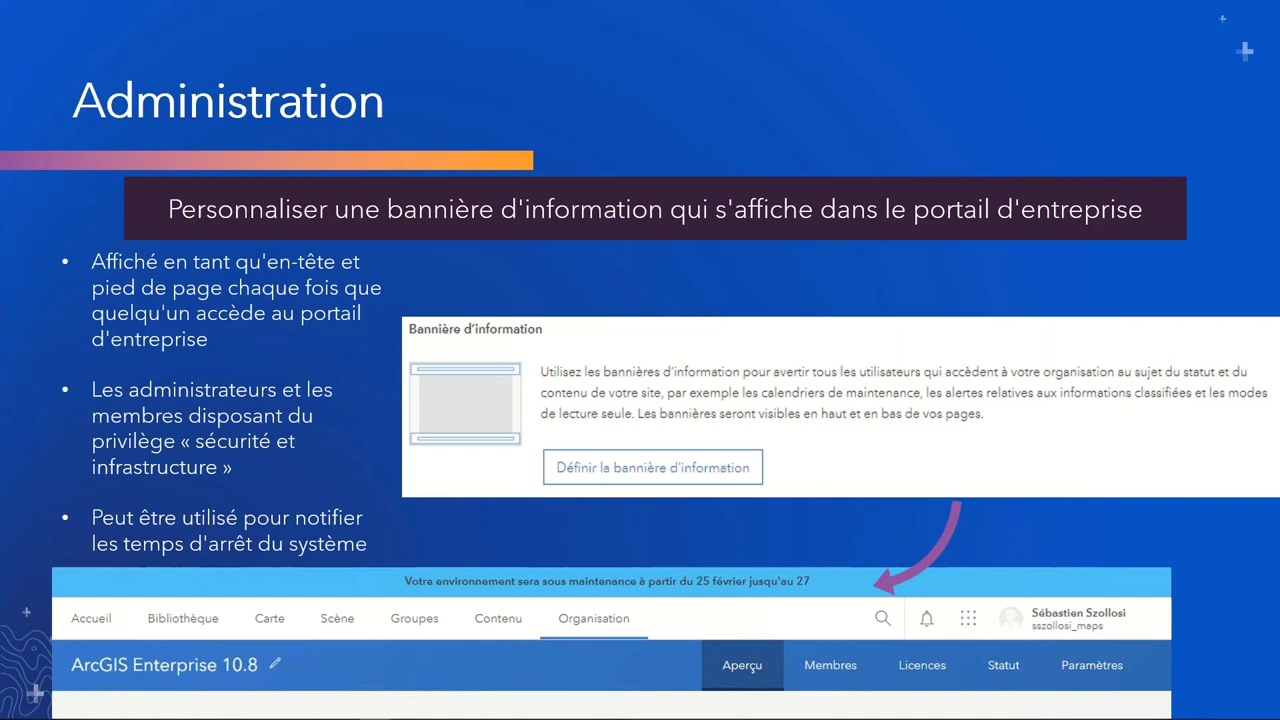 Administration
Personnaliser une bannière d'information qui s'affiche dans le portail d'entreprise
• Affiché en tant qu'en-tête et
pied de page chaque fois que
quelqu'un accède au portail
d'entreprise
• Les administrateurs et les
membres disposant du
privilège « sécurité et
infrastructure »
• Peut être utilisé pour notifier
les temps d'arrêt du système
Bannière d’information
Utilisez les bannières d’information pour avertir tous les utilisateurs qui accèdent à votre organisation au sujet du statut et du
contenu de votre site, par exemple les calendriers de maintenance, les alertes relatives aux informations classifiées et les modes
de lecture seule. Les bannières seront visibles en haut et en bas de vos pages.
Définir la bannière d’information
Votre environnement sera sous maintenance à partir du 25 février jusqu'au 27
Accueil Bibliothèque Carte Scène Groupes Contenu Organisation Sébastien Szollosi
sszollosi_maps
ArcGIS Enterprise 10.8 Aperçu Membres Licences Statut Paramètres